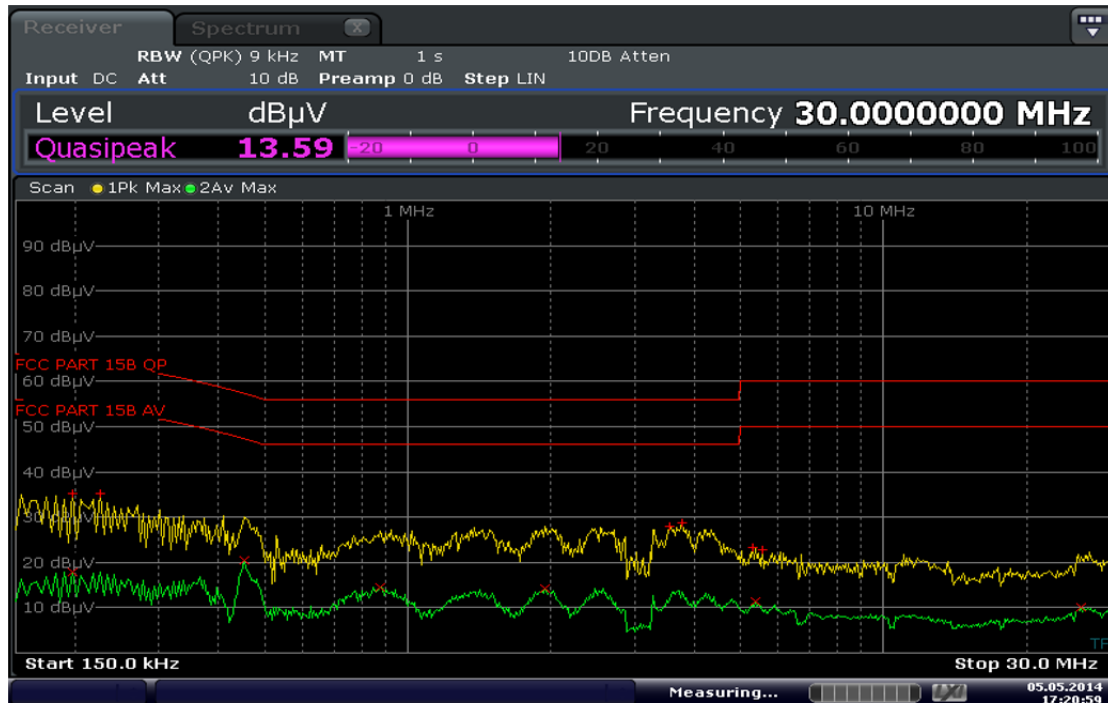 Receiver Spectrum X
RBW (QPK) 9 kHz MT 1 s 10DB Atten
Input DC Att 10 dB Preamp 0 dB Step LIN
Level dBµV Frequency 30.0000000 MHz
Quasipeak 13.59 -20 0 20 40 60 80 100
Scan 1Pk Max 2Av Max
1 MHz 10 MHz
90 dBµV
80 dBµV
70 dBµV
FCC PART 15B QP
60 dBµV
FCC PART 15B AV
50 dBµV
40 dBµV
30 dBµV
20 dBµV
10 dBµV
TF
Start 150.0 kHz Stop 30.0 MHz
Measuring... LXI 05.05.2014
17:20:59